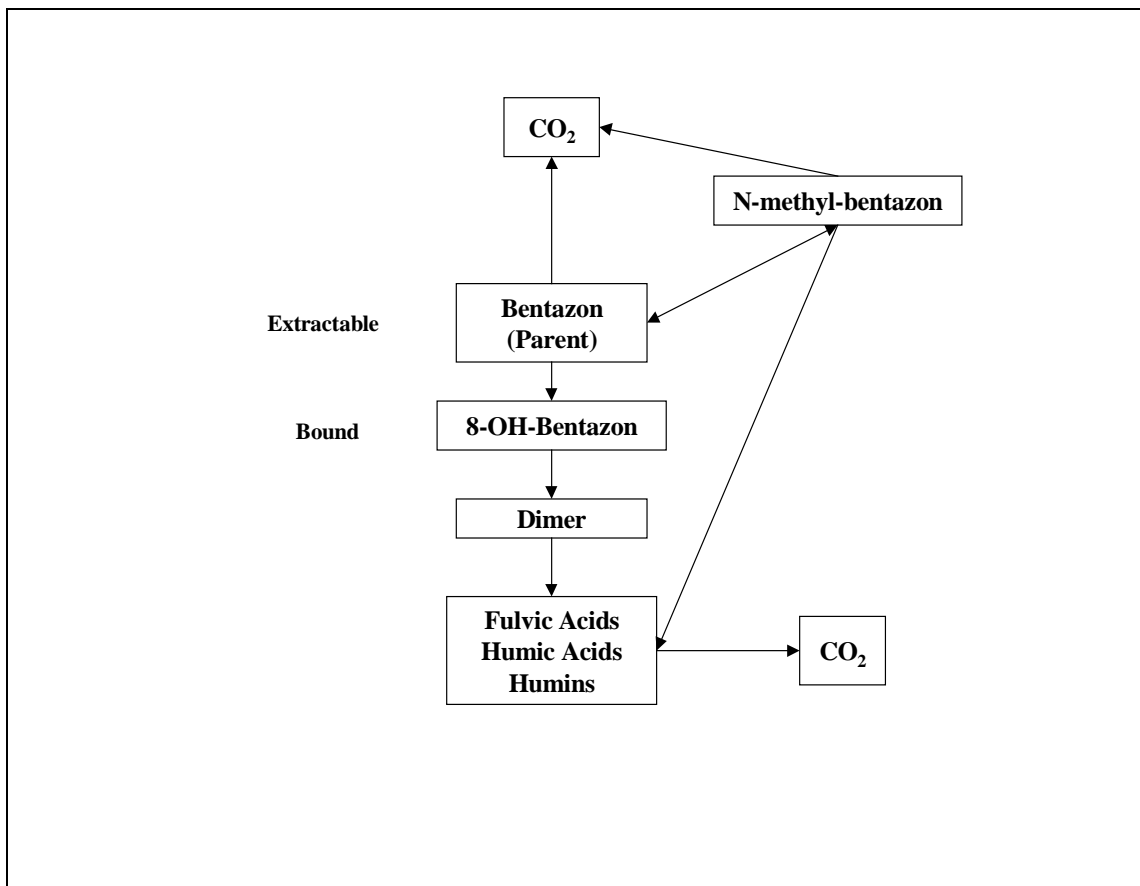 CO₂
N-methyl-bentazon
Extractable
Bentazon
(Parent)
Bound
8-OH-Bentazon
Dimer
Fulvic Acids
Humic Acids
Humins
CO₂